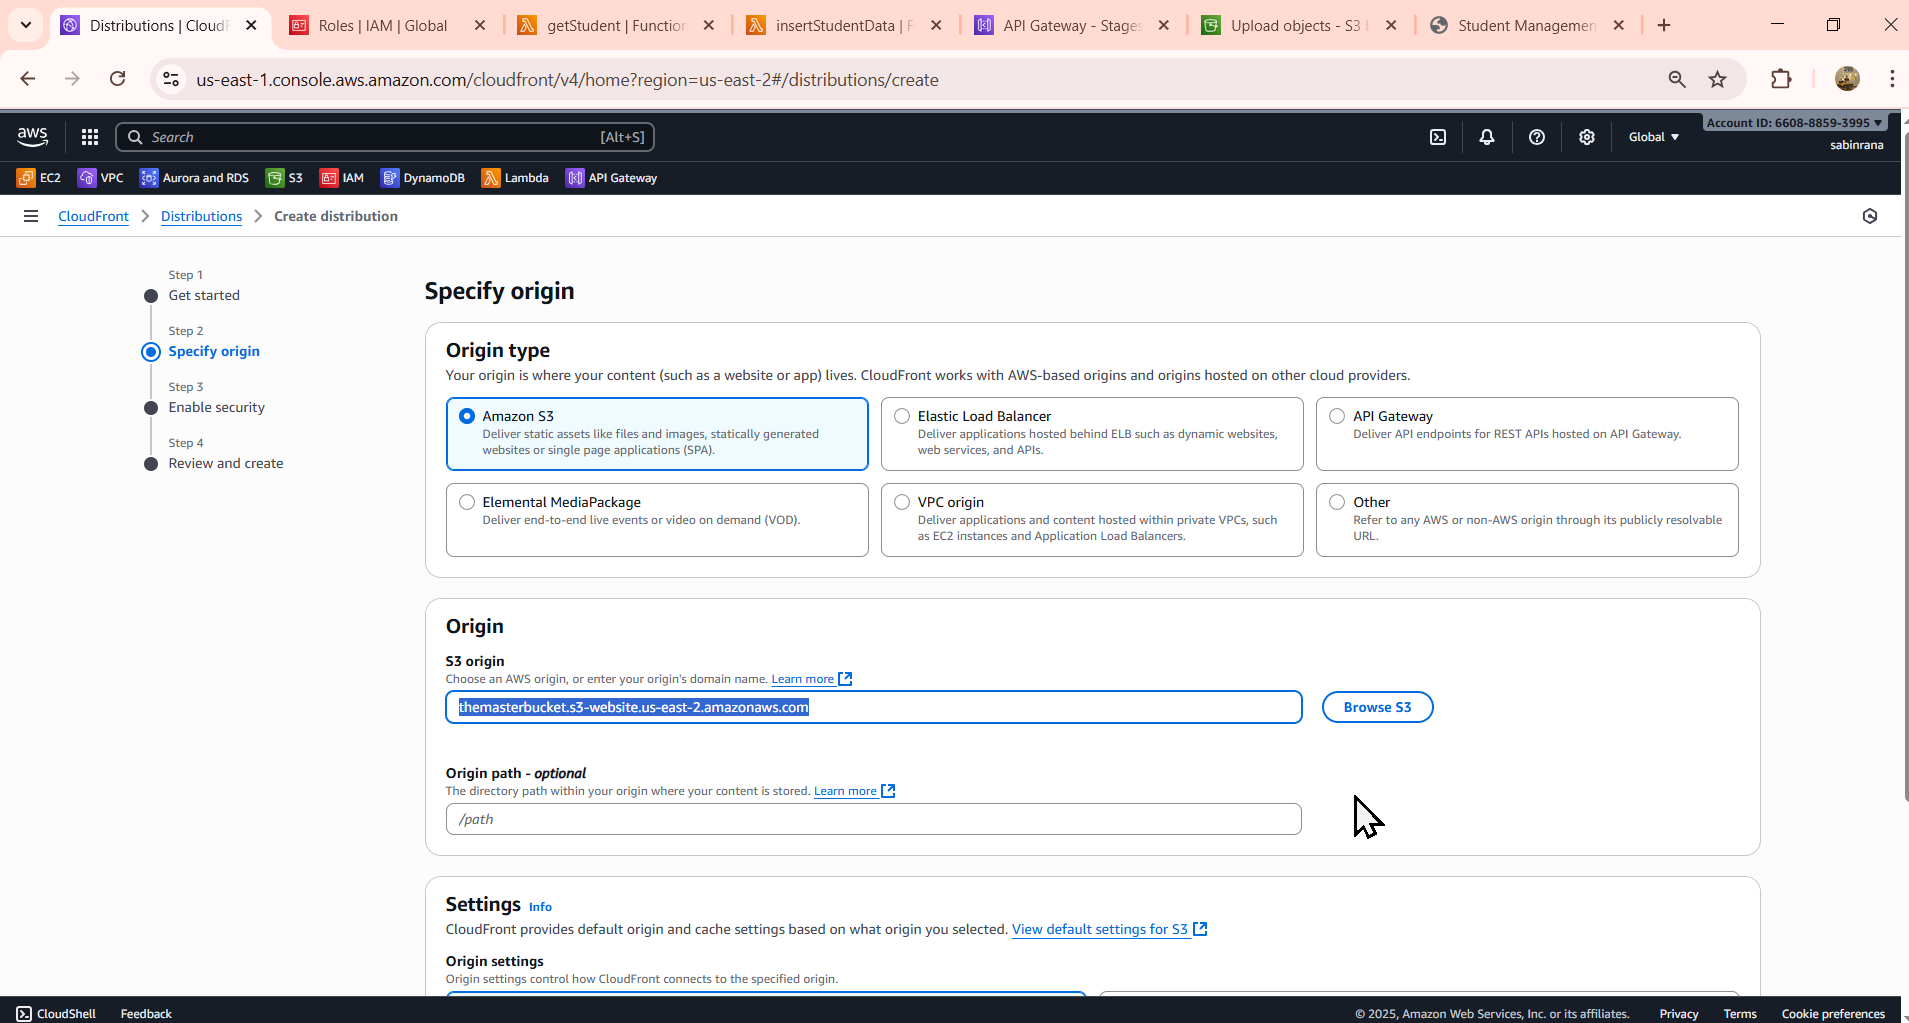 Distributions | CloudF
Roles | IAM | Global
getStudent | Function
insertStudentData | F
API Gateway - Stages
Upload objects - S3 b
Student Managemen
us-east-1.console.aws.amazon.com/cloudfront/v4/home?region=us-east-2#/distributions/create
aws
Search
[Alt+S]
Global
Account ID: 6608-8859-3995
sabinrana
EC2
VPC
Aurora and RDS
S3
IAM
DynamoDB
Lambda
API Gateway
CloudFront
Distributions
Create distribution
Step 1
Get started
Step 2
Specify origin
Step 3
Enable security
Step 4
Review and create
Specify origin
Origin type
Your origin is where your content (such as a website or app) lives. CloudFront works with AWS-based origins and origins hosted on other cloud providers.
Amazon S3
Deliver static assets like files and images, statically generated
websites or single page applications (SPA).
Elastic Load Balancer
Deliver applications hosted behind ELB such as dynamic websites,
web services, and APIs.
API Gateway
Deliver API endpoints for REST APIs hosted on API Gateway.
Elemental MediaPackage
Deliver end-to-end live events or video on demand (VOD).
VPC origin
Deliver applications and content hosted within private VPCs, such
as EC2 instances and Application Load Balancers.
Other
Refer to any AWS or non-AWS origin through its publicly resolvable
URL.
Origin
S3 origin
Choose an AWS origin, or enter your origin's domain name. Learn more
themasterbucket.s3-website.us-east-2.amazonaws.com
Browse S3
Origin path - optional
The directory path within your origin where your content is stored. Learn more
/path
Settings Info
CloudFront provides default origin and cache settings based on what origin you selected. View default settings for S3
Origin settings
Origin settings control how CloudFront connects to the specified origin.
CloudShell
Feedback
© 2025, Amazon Web Services, Inc. or its affiliates.
Privacy
Terms
Cookie preferences